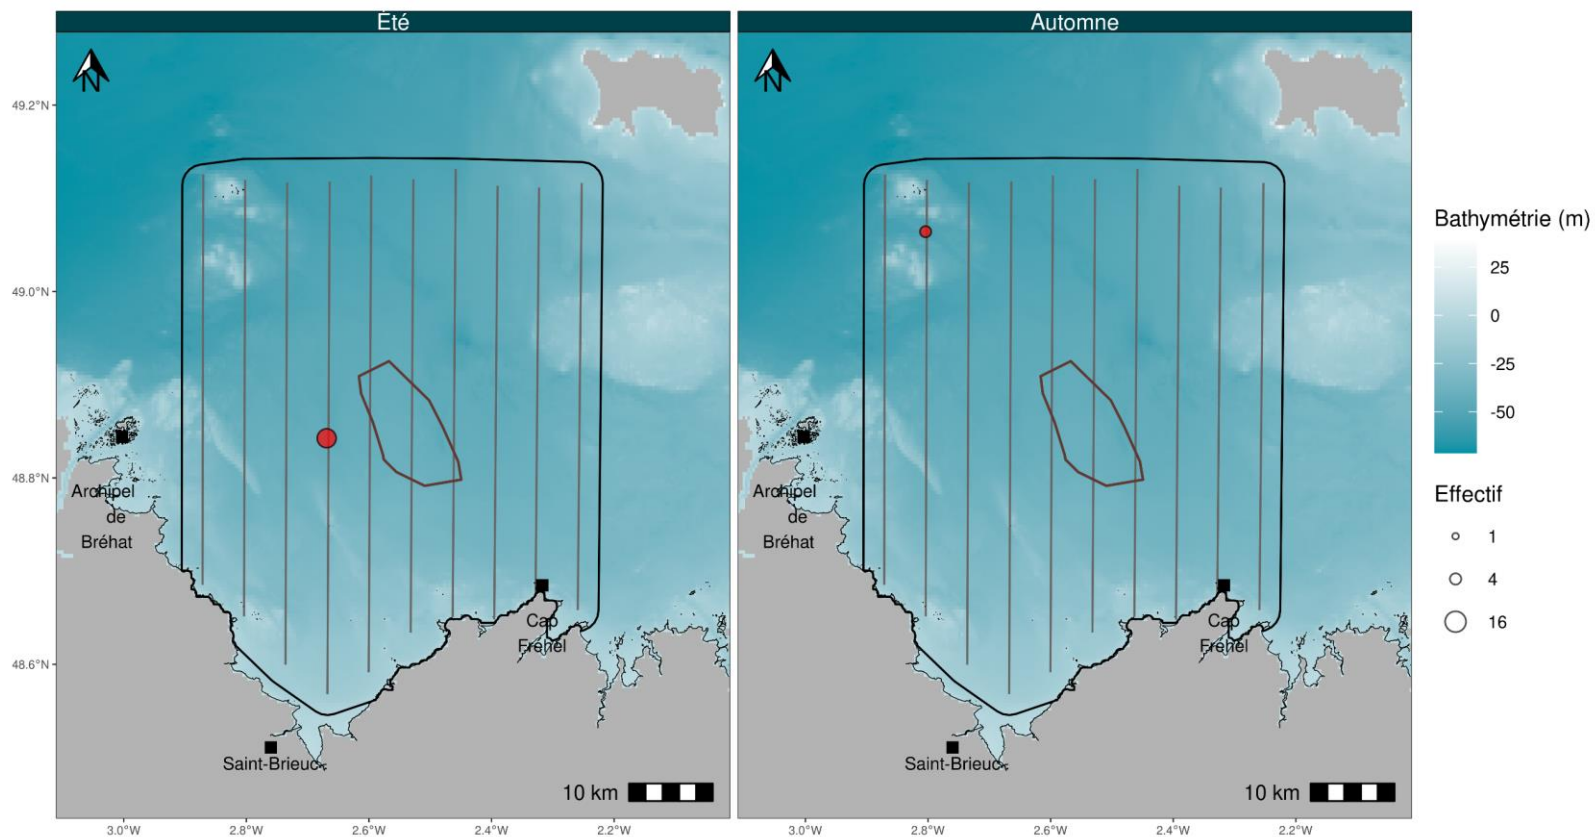 Été
Automne
N
N
49.2°N
49.0°N
48.8°N
48.6°N
Archipel
de
Bréhat
Cap
Fréhel
Saint-Brieuc
10 km
Archipel
de
Bréhat
Cap
Fréhel
Saint-Brieuc
10 km
3.0°W
2.8°W
2.6°W
2.4°W
2.2°W
3.0°W
2.8°W
2.6°W
2.4°W
2.2°W
Bathymétrie (m)
25
0
-25
-50
Effectif
1
4
16